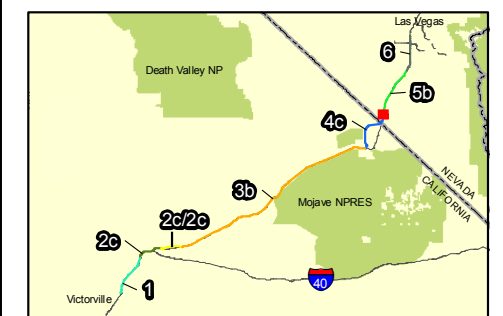 Las Vegas
6
Death Valley NP
5b
4c
NEVADA
CALIFORNIA
3b
Mojave NPRES
2c/2c
2c
40
1
Victorville